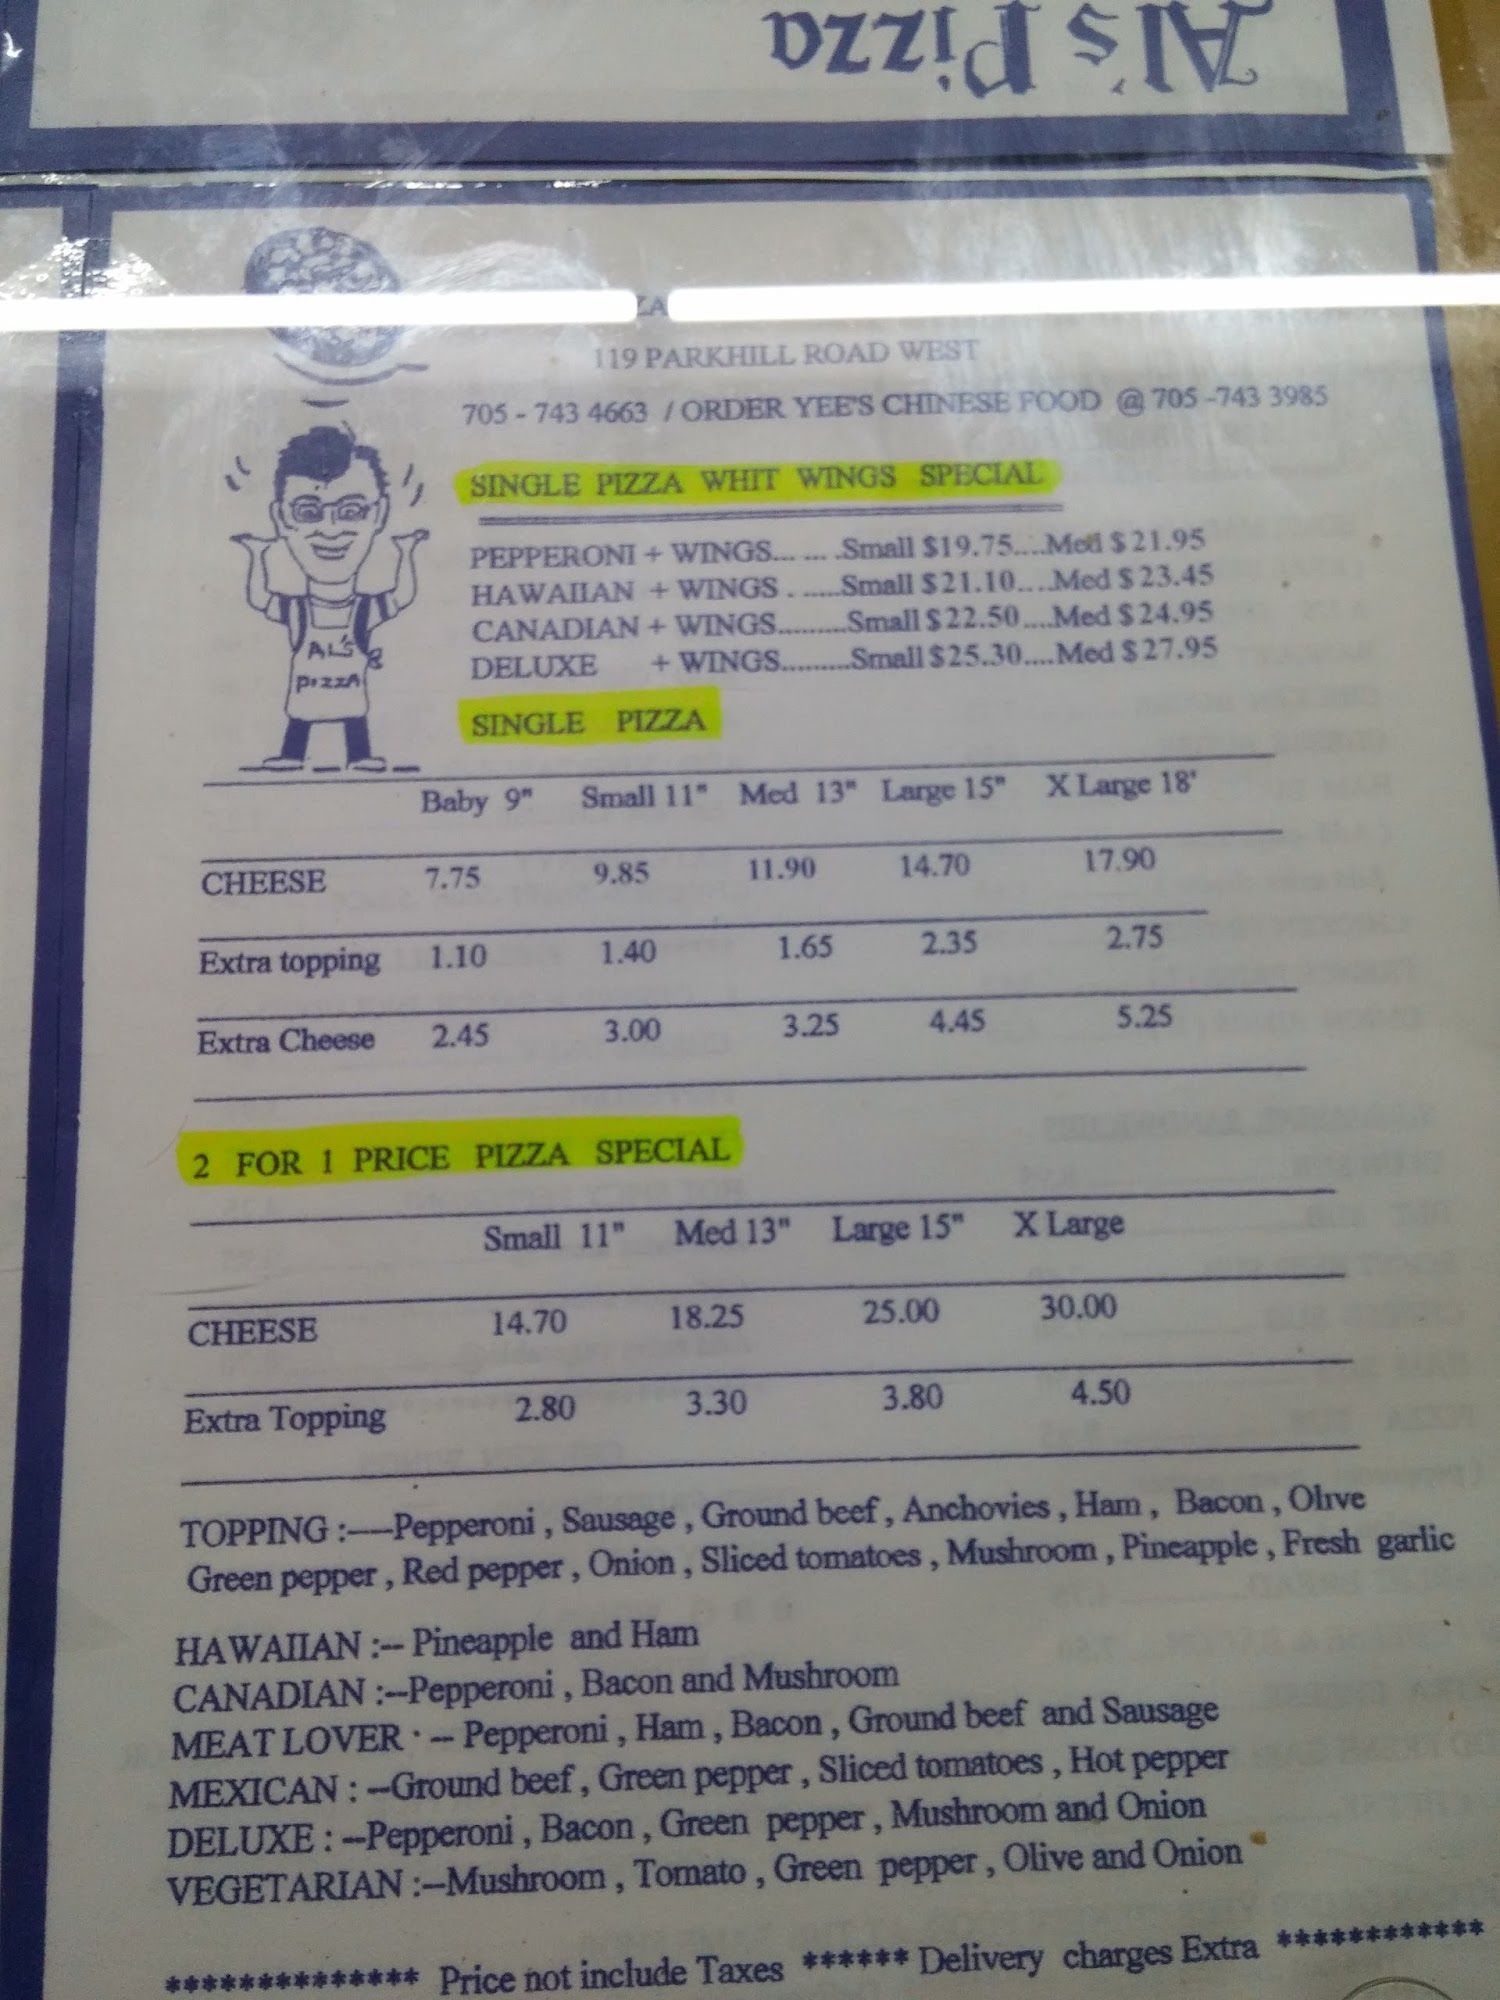 Al's Pizza
ZA
119 PARKHILL ROAD WEST
705 - 743 4663 / ORDER YEE'S CHINESE FOOD @ 705 -743 3985
SINGLE PIZZA WHIT WINGS SPECIAL
PEPPERONI + WINGS... ... .Small $19.75....Med $21.95
HAWAIIAN + WINGS . ......Small $21.10....Med $23.45
CANADIAN + WINGS..........Small $22.50....Med $24.95
DELUXE + WINGS.........Small $25.30....Med $27.95
AL'S
PIZZA
SINGLE PIZZA
Baby 9" Small 11" Med 13" Large 15" X Large 18'
CHEESE 7.75 9.85 11.90 14.70 17.90
Extra topping 1.10 1.40 1.65 2.35 2.75
Extra Cheese 2.45 3.00 3.25 4.45 5.25
2 FOR 1 PRICE PIZZA SPECIAL
Small 11" Med 13" Large 15" X Large
CHEESE 14.70 18.25 25.00 30.00
Extra Topping 2.80 3.30 3.80 4.50
TOPPING :----Pepperoni , Sausage , Ground beef , Anchovies , Ham , Bacon , Olive
Green pepper , Red pepper , Onion , Sliced tomatoes , Mushroom , Pineapple , Fresh garlic
HAWAIIAN :-- Pineapple and Ham
CANADIAN :--Pepperoni , Bacon and Mushroom
MEAT LOVER : -- Pepperoni , Ham , Bacon , Ground beef and Sausage
MEXICAN : --Ground beef , Green pepper , Sliced tomatoes , Hot pepper
DELUXE : --Pepperoni , Bacon , Green pepper , Mushroom and Onion
VEGETARIAN :--Mushroom , Tomato , Green pepper , Olive and Onion
************** Price not include Taxes ****** Delivery charges Extra ************